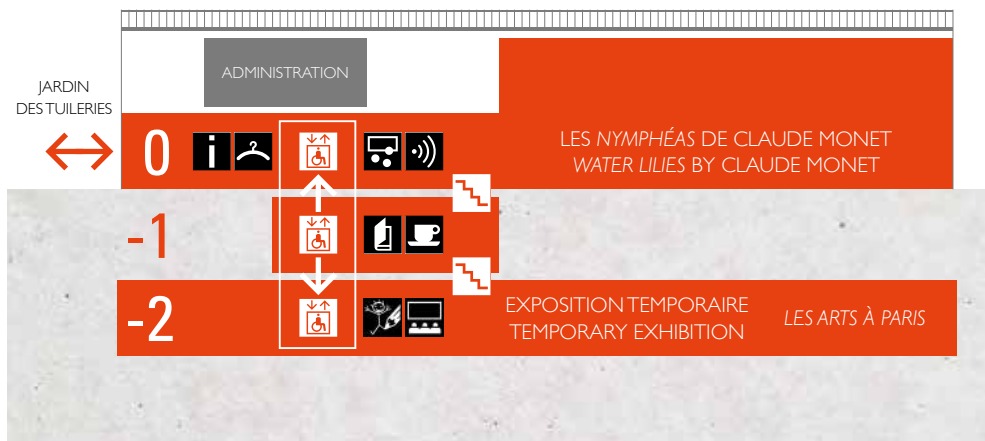 ADMINISTRATION
JARDIN
DES TUILERIES
0
i
LES NYMPHÉAS DE CLAUDE MONET
WATER LILIES BY CLAUDE MONET
-1
-2
EXPOSITION TEMPORAIRE
TEMPORARY EXHIBITION
LES ARTS À PARIS